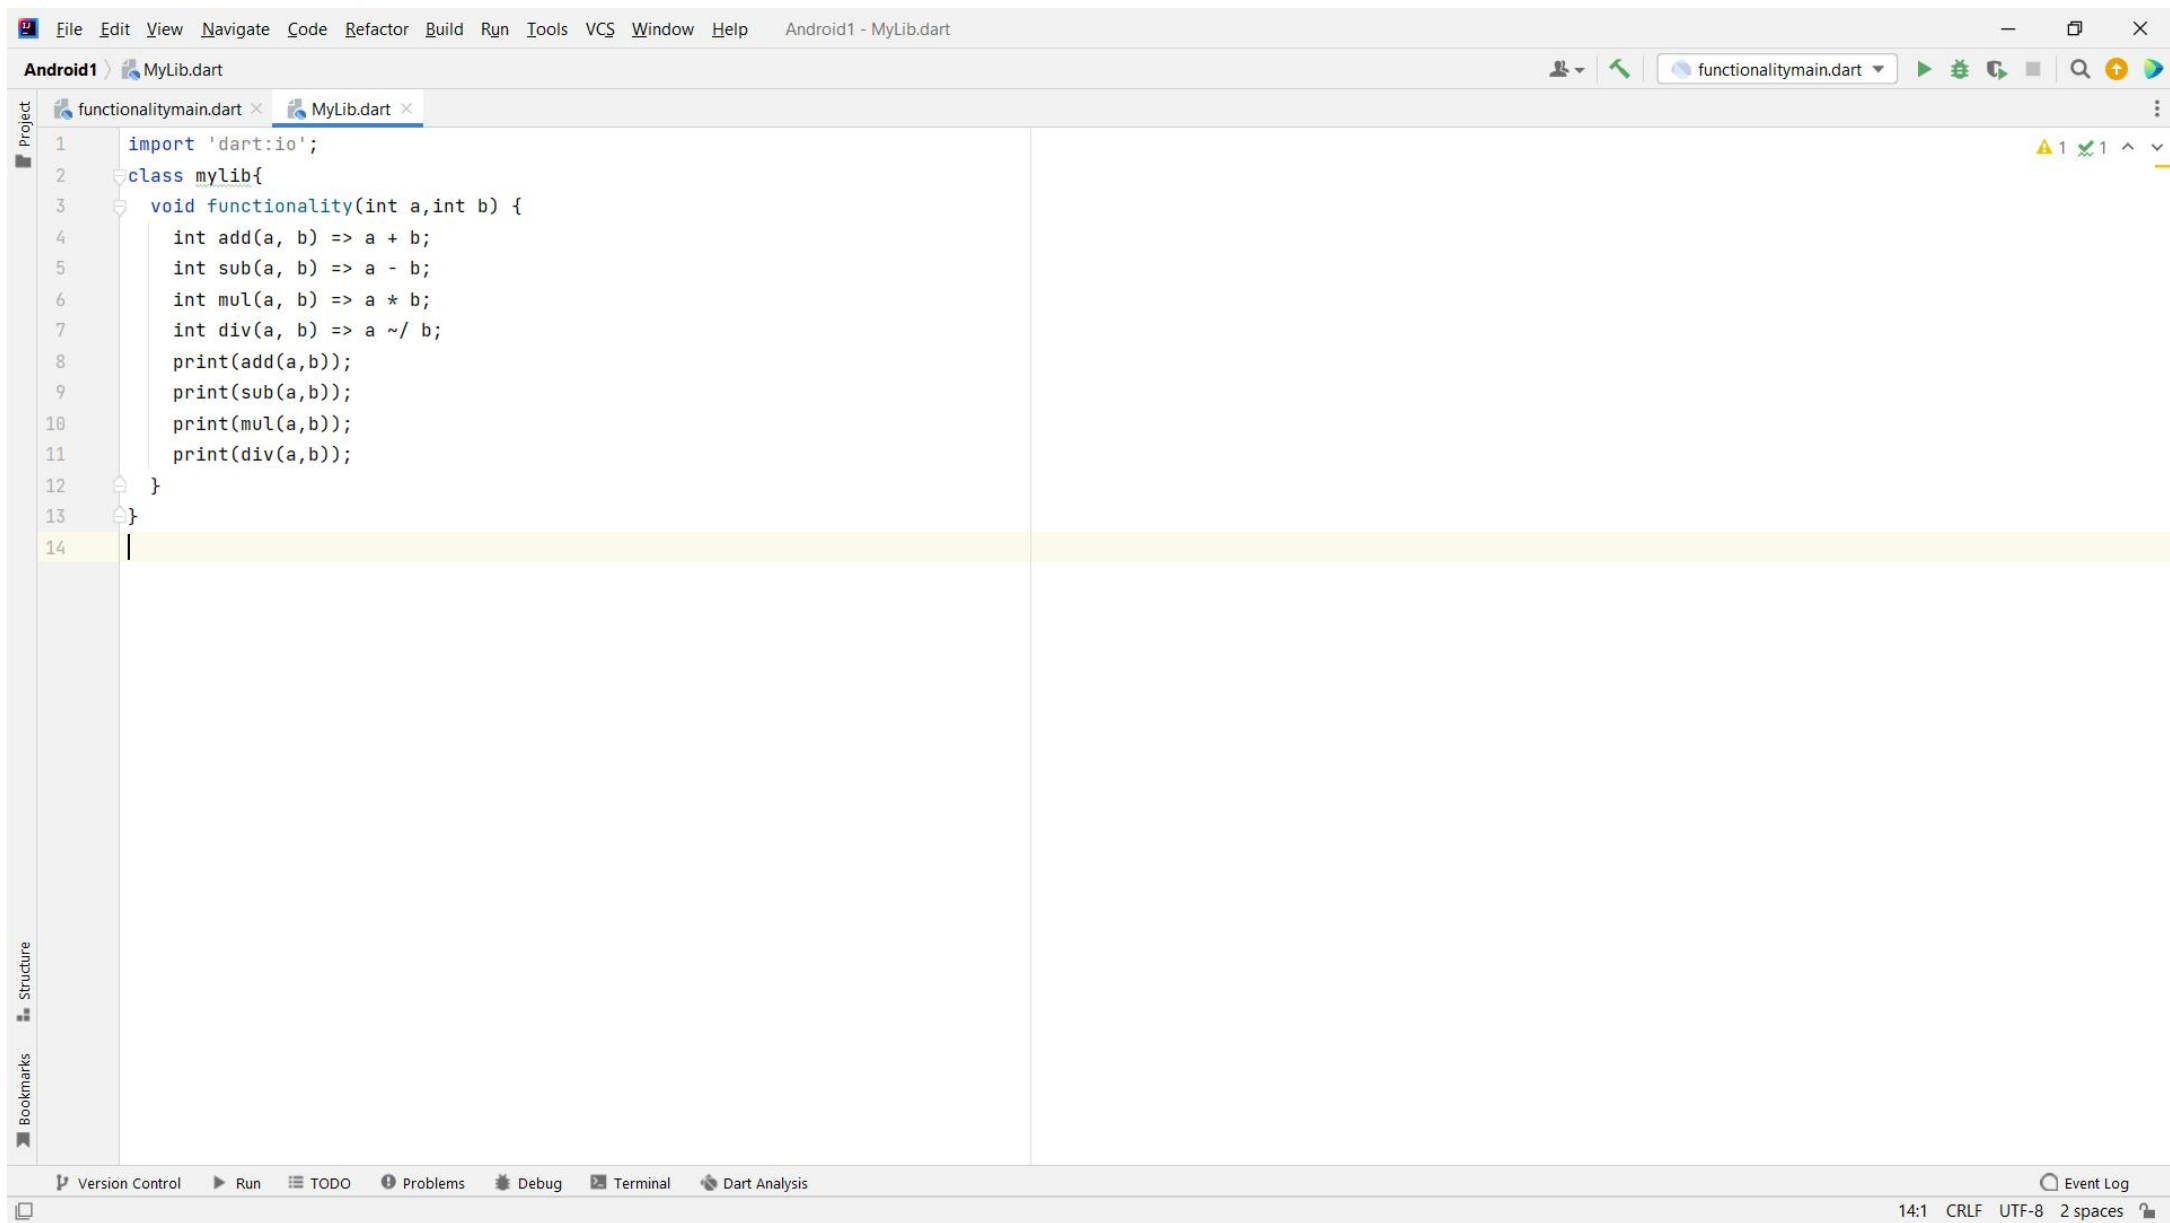 File Edit View Navigate Code Refactor Build Run Tools VCS Window Help Android1 - MyLib.dart
Android1 MyLib.dart functionalitymain.dart
functionalitymain.dart MyLib.dart
Project
1 import 'dart:io'; 1 1
2 class mylib{
3 void functionality(int a,int b) {
4 int add(a, b) => a + b;
5 int sub(a, b) => a - b;
6 int mul(a, b) => a * b;
7 int div(a, b) => a ~/ b;
8 print(add(a,b));
9 print(sub(a,b));
10 print(mul(a,b));
11 print(div(a,b));
12 }
13 }
14
Structure
Bookmarks
Version Control Run TODO Problems Debug Terminal Dart Analysis Event Log
14:1 CRLF UTF-8 2 spaces